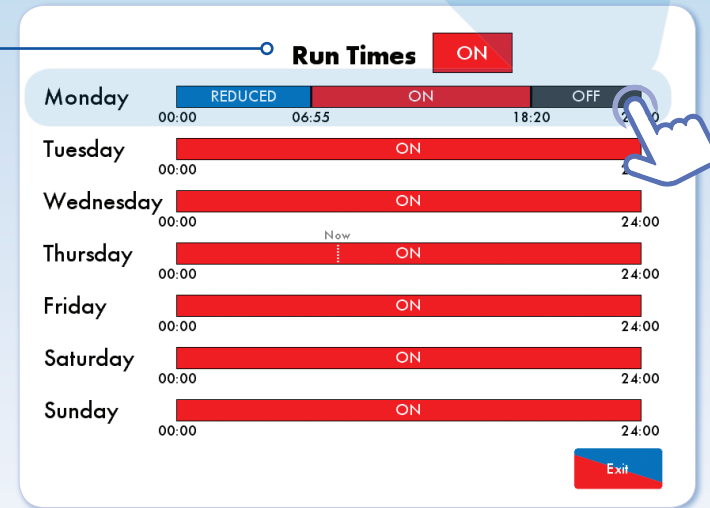 Run Times ON
Monday REDUCED ON OFF
00:00 06:55 18:20
Tuesday ON
00:00
Wednesday ON
00:00 24:00
Now
Thursday ON
00:00 24:00
Friday ON
00:00 24:00
Saturday ON
00:00 24:00
Sunday ON
00:00 24:00
Exit